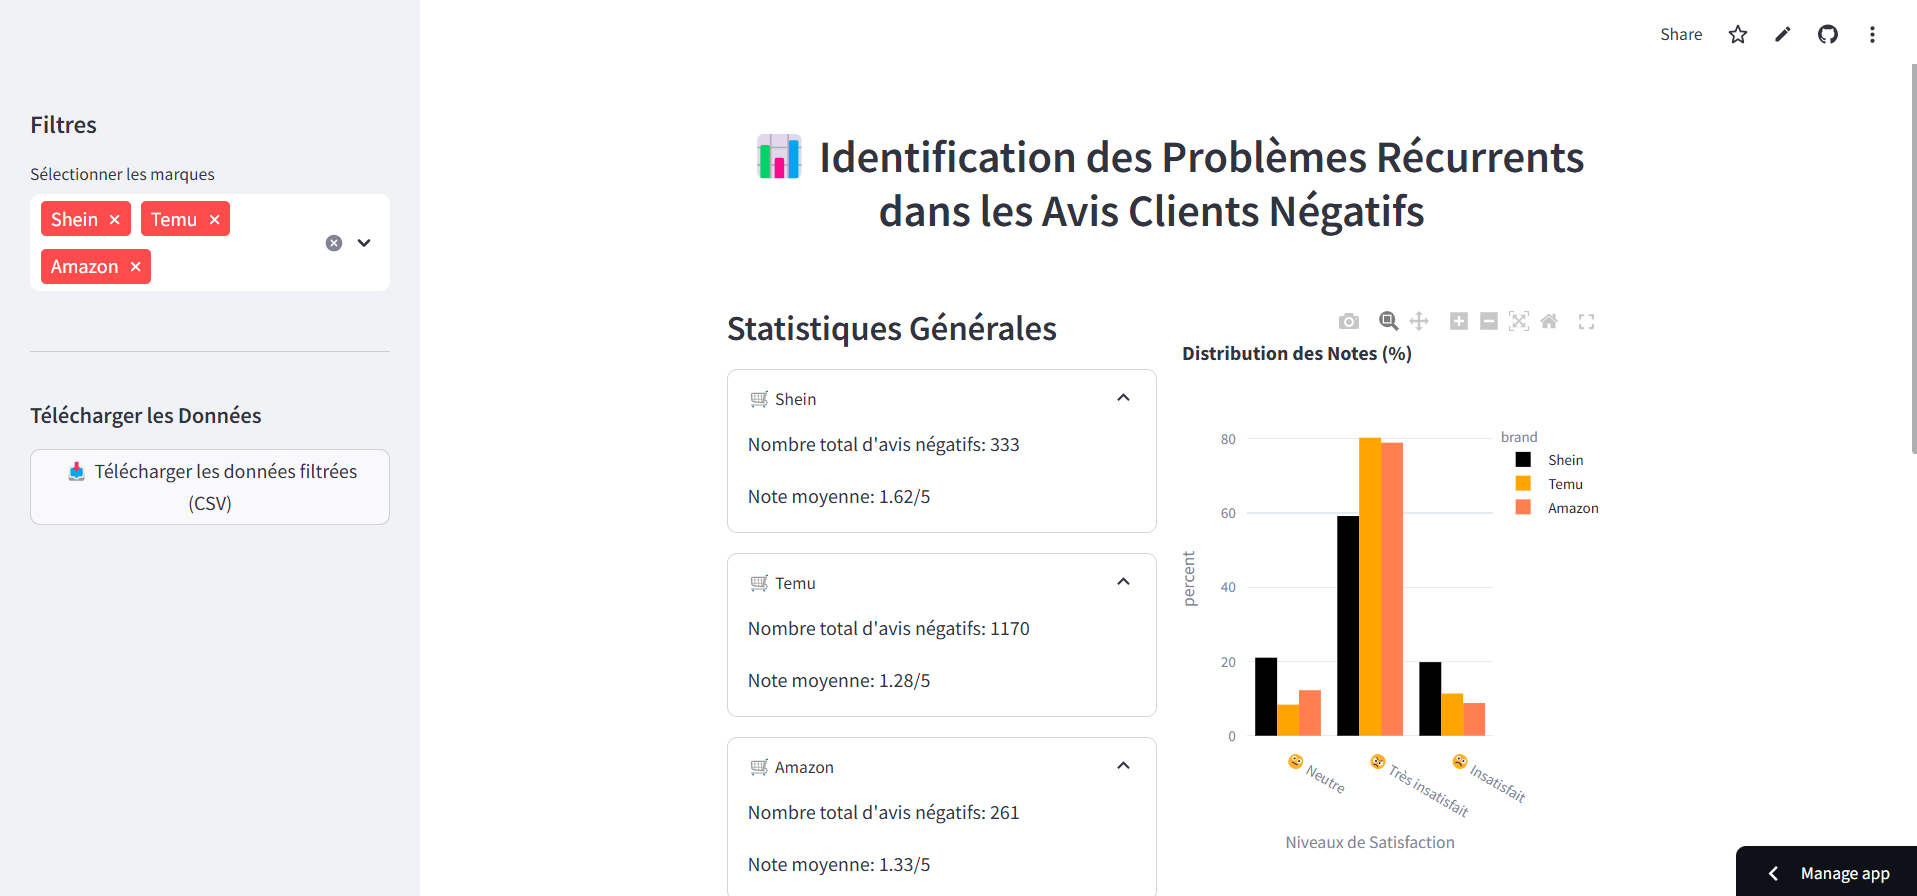 Share
Filtres
Sélectionner les marques
Shein
Temu
Amazon
Télécharger les Données
Télécharger les données filtrées
(CSV)
Identification des Problèmes Récurrents
dans les Avis Clients Négatifs
Statistiques Générales
Shein
Nombre total d'avis négatifs: 333
Note moyenne: 1.62/5
Temu
Nombre total d'avis négatifs: 1170
Note moyenne: 1.28/5
Amazon
Nombre total d'avis négatifs: 261
Note moyenne: 1.33/5
Distribution des Notes (%)
80
60
40
20
0
percent
Neutre
Très insatisfait
Insatisfait
Niveaux de Satisfaction
brand
Shein
Temu
Amazon
Manage app